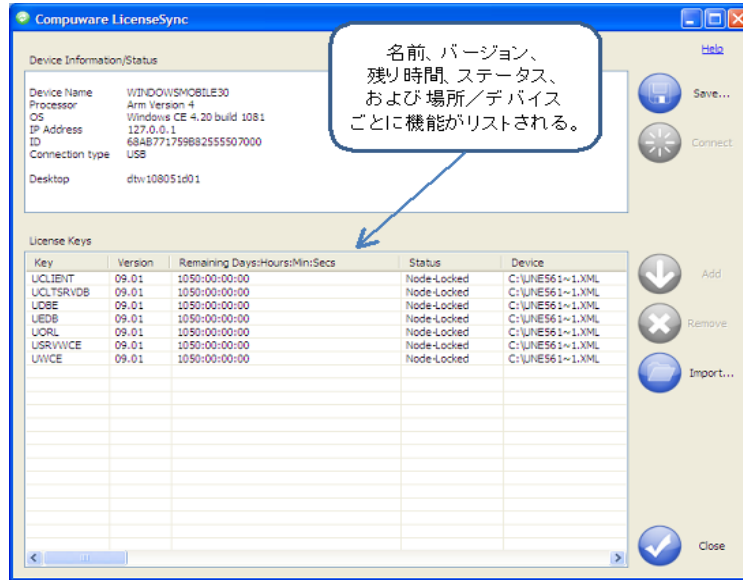 Compuware LicenseSync
Help
Device Information/Status
名前、バージョン、
残り時間、ステータス、
および場所／デバイス
ごとに機能がリストされる。
Device Name WINDOWSMOBILE30
Processor Arm Version 4
OS Windows CE 4.20 build 1081
IP Address 127.0.0.1
ID 68AB771759B82555507000
Connection type USB
Desktop dtw108051d01
Save...
Connect
License Keys
Key Version Remaining Days:Hours:Min:Secs Status Device
UCLIENT 09.01 1050:00:00:00 Node-Locked C:\UNE561~1.XML
UCLTSRVDB 09.01 1050:00:00:00 Node-Locked C:\UNE561~1.XML
UDBE 09.01 1050:00:00:00 Node-Locked C:\UNE561~1.XML
UEDB 09.01 1050:00:00:00 Node-Locked C:\UNE561~1.XML
UORL 09.01 1050:00:00:00 Node-Locked C:\UNE561~1.XML
USRVWCE 09.01 1050:00:00:00 Node-Locked C:\UNE561~1.XML
UWCE 09.01 1050:00:00:00 Node-Locked C:\UNE561~1.XML
Add
Remove
Import...
Close